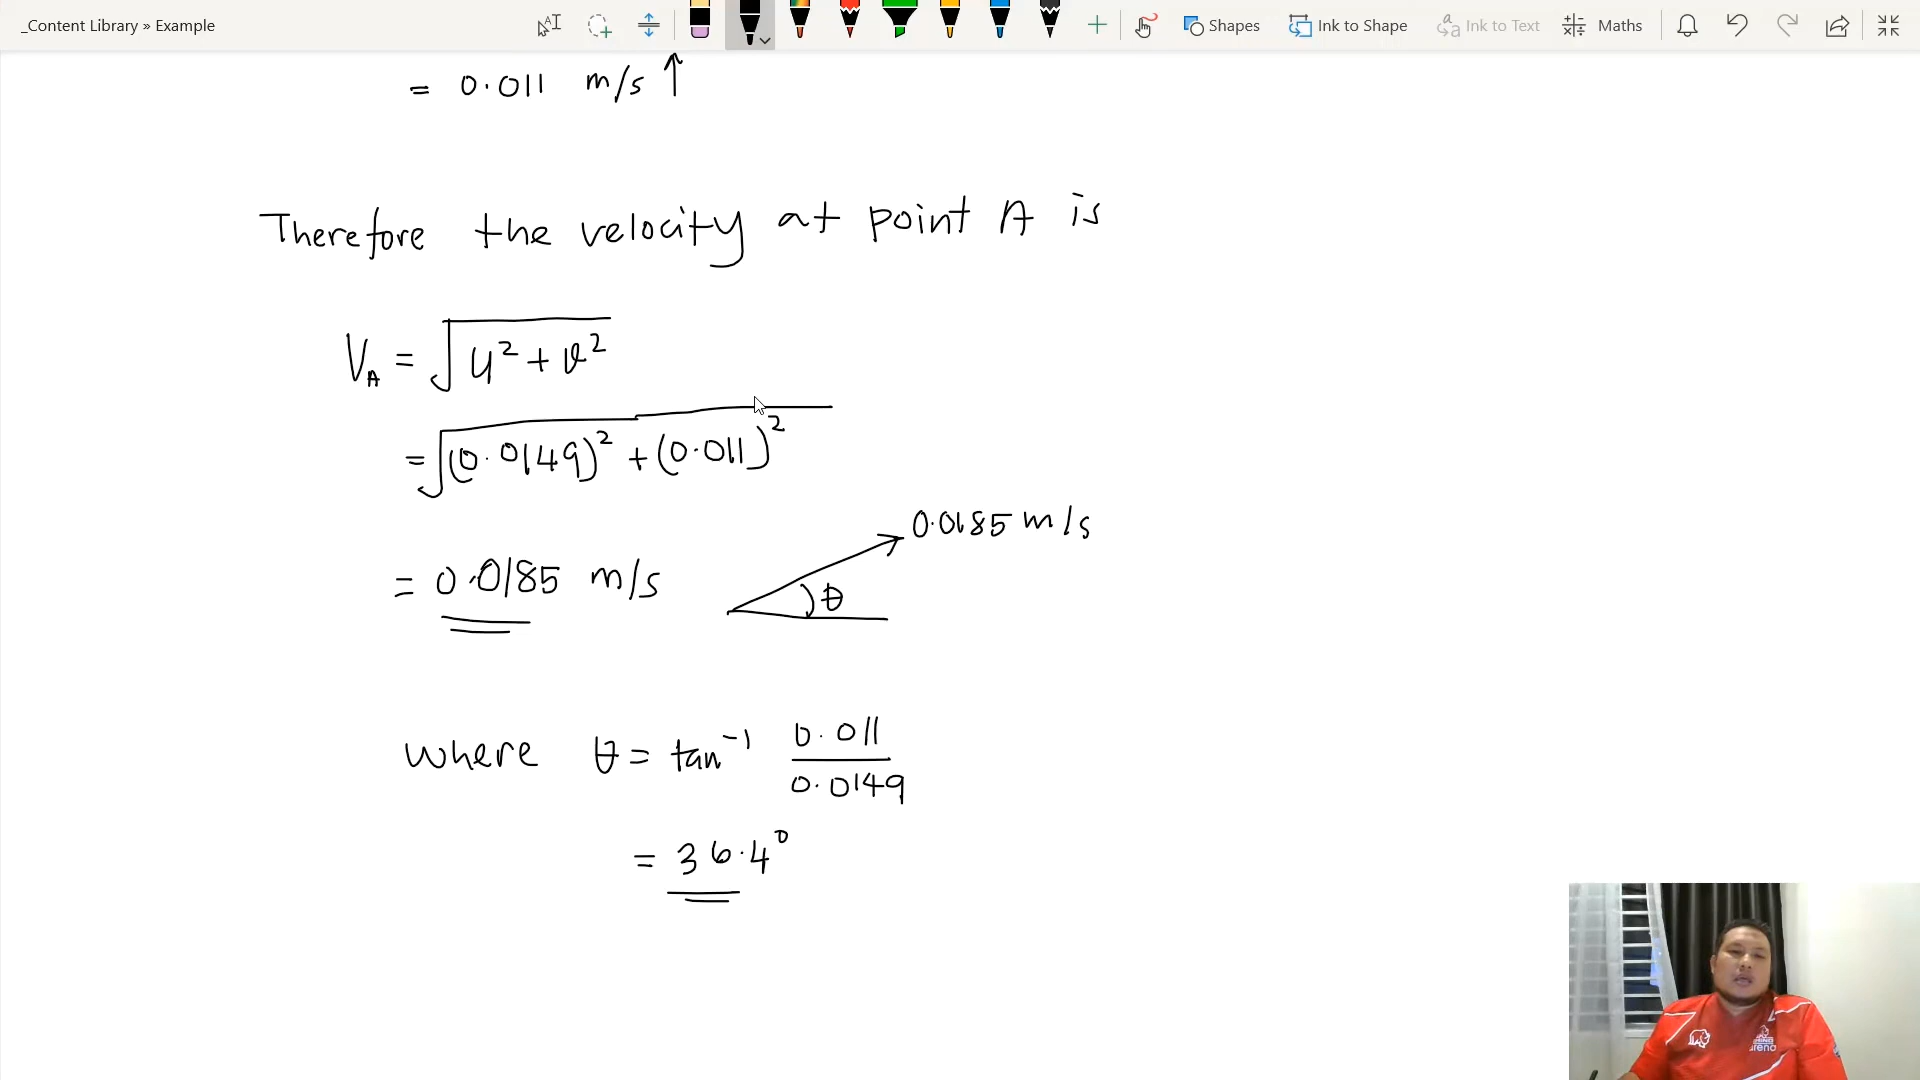 _Content Library » Example
Shapes
Ink to Shape
Ink to Text
Maths
= 0.011 m/s ↑
Therefore the velocity at point A is
V_A = √(u² + v²)
= √((0.0149)² + (0.011)²)
0.0185 m/s
= 0.0185 m/s
θ
where θ = tan⁻¹ 0.011
0.0149
= 36.4°
arena